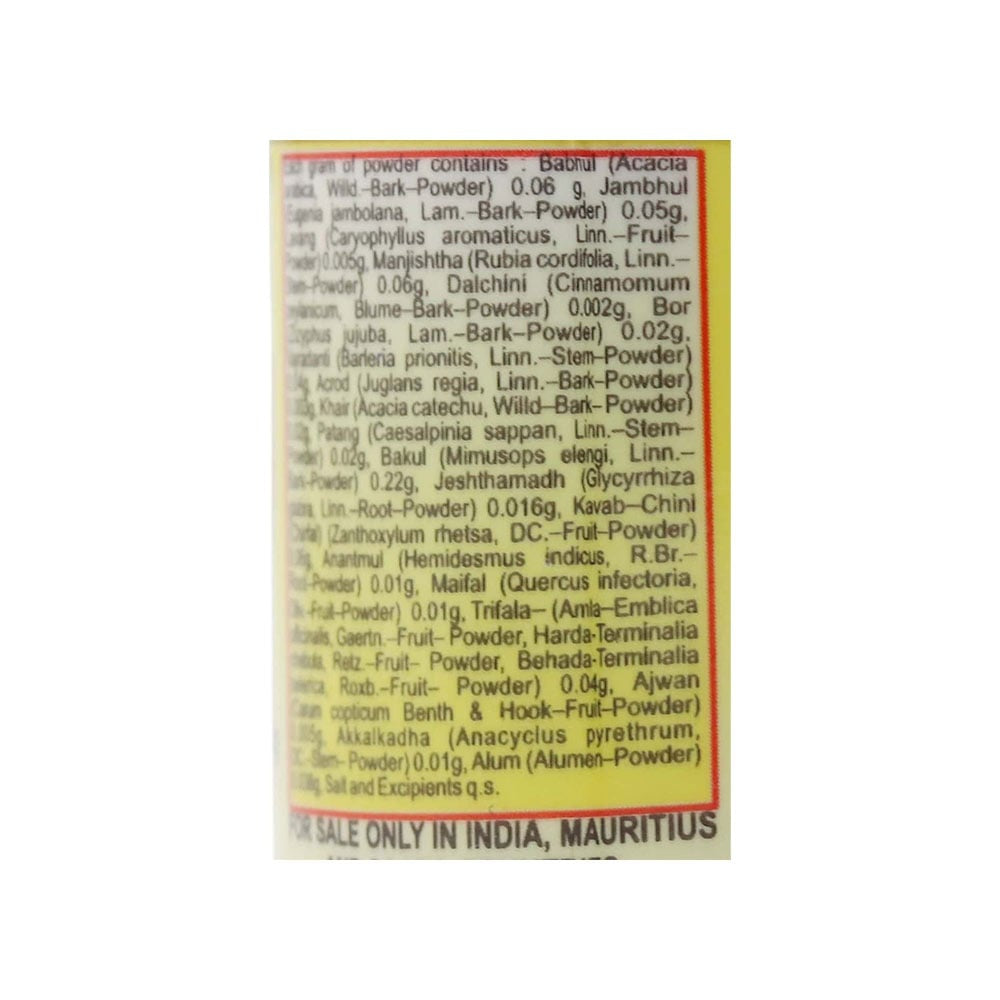 gram of powder contains : Babhul (Acacia
Willd.-Bark-Powder) 0.06 g, Jambhul
jambolana, Lam.-Bark-Powder) 0.05g,
(Caryophyllus aromaticus, Linn.-Fruit-
0.005g, Manjishtha (Rubia cordifolia, Linn.-
-Powder) 0.06g, Dalchini (Cinnamomum
Blume-Bark-Powder) 0.002g, Bor
jujuba, Lam.-Bark-Powder) 0.02g,
(Barleria prionitis, Linn.-Stem-Powder)
Acrod (Juglans regia, Linn.-Bark-Powder)
Khair (Acacia catechu, Willd-Bark-Powder)
Patang (Caesalpinia sappan, Linn.-Stem-
0.02g, Bakul (Mimusops elengi, Linn.-
-Powder) 0.22g, Jeshthamadh (Glycyrrhiza
Linn.-Root-Powder) 0.016g, Kavab-Chini
(Zanthoxylum rhetsa, DC.-Fruit-Powder)
Anantmul (Hemidesmus indicus, R.Br.-
-Powder) 0.01g, Maifal (Quercus infectoria,
-Fruit-Powder) 0.01g, Trifala- (Amla-Emblica
Gaertn.-Fruit- Powder, Harda-Terminalia
Retz.-Fruit- Powder, Behada-Terminalia
Roxb.-Fruit- Powder) 0.04g, Ajwan
copticum Benth & Hook-Fruit-Powder)
Akkalkadha (Anacyclus pyrethrum,
-Stem- Powder) 0.01g, Alum (Alumen-Powder)
Salt and Excipients q.s.
FOR SALE ONLY IN INDIA, MAURITIUS